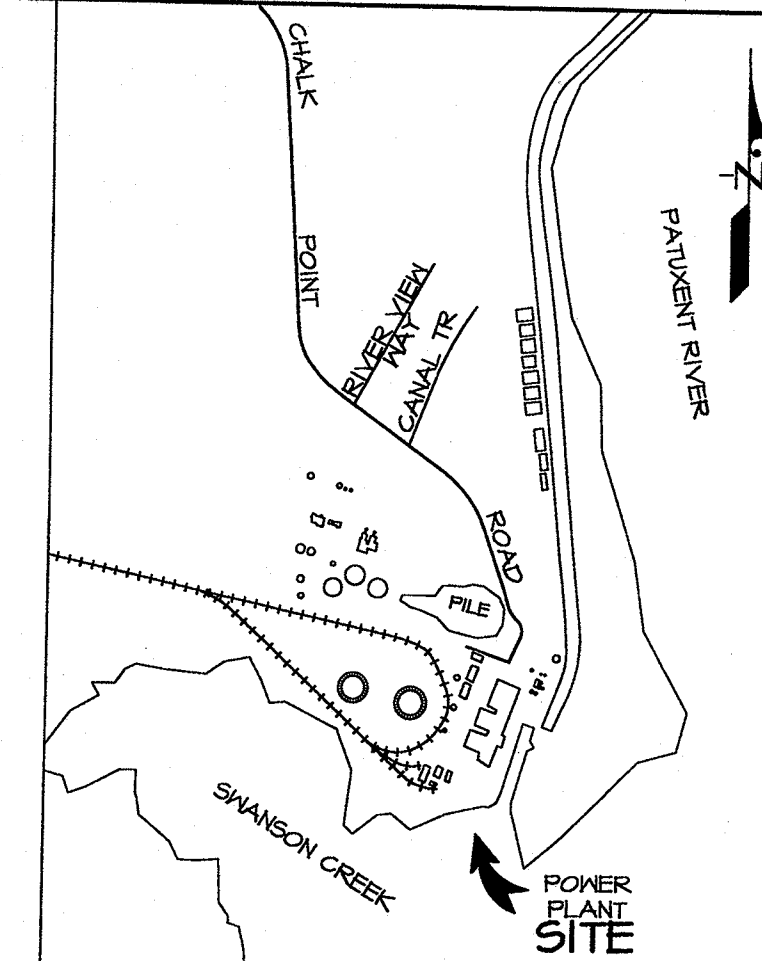 CHALK
POINT
ROAD
RIVER VIEW
WAY
CANAL TR
PATUXENT RIVER
N
PILE
SWANSON CREEK
POWER
PLANT
SITE